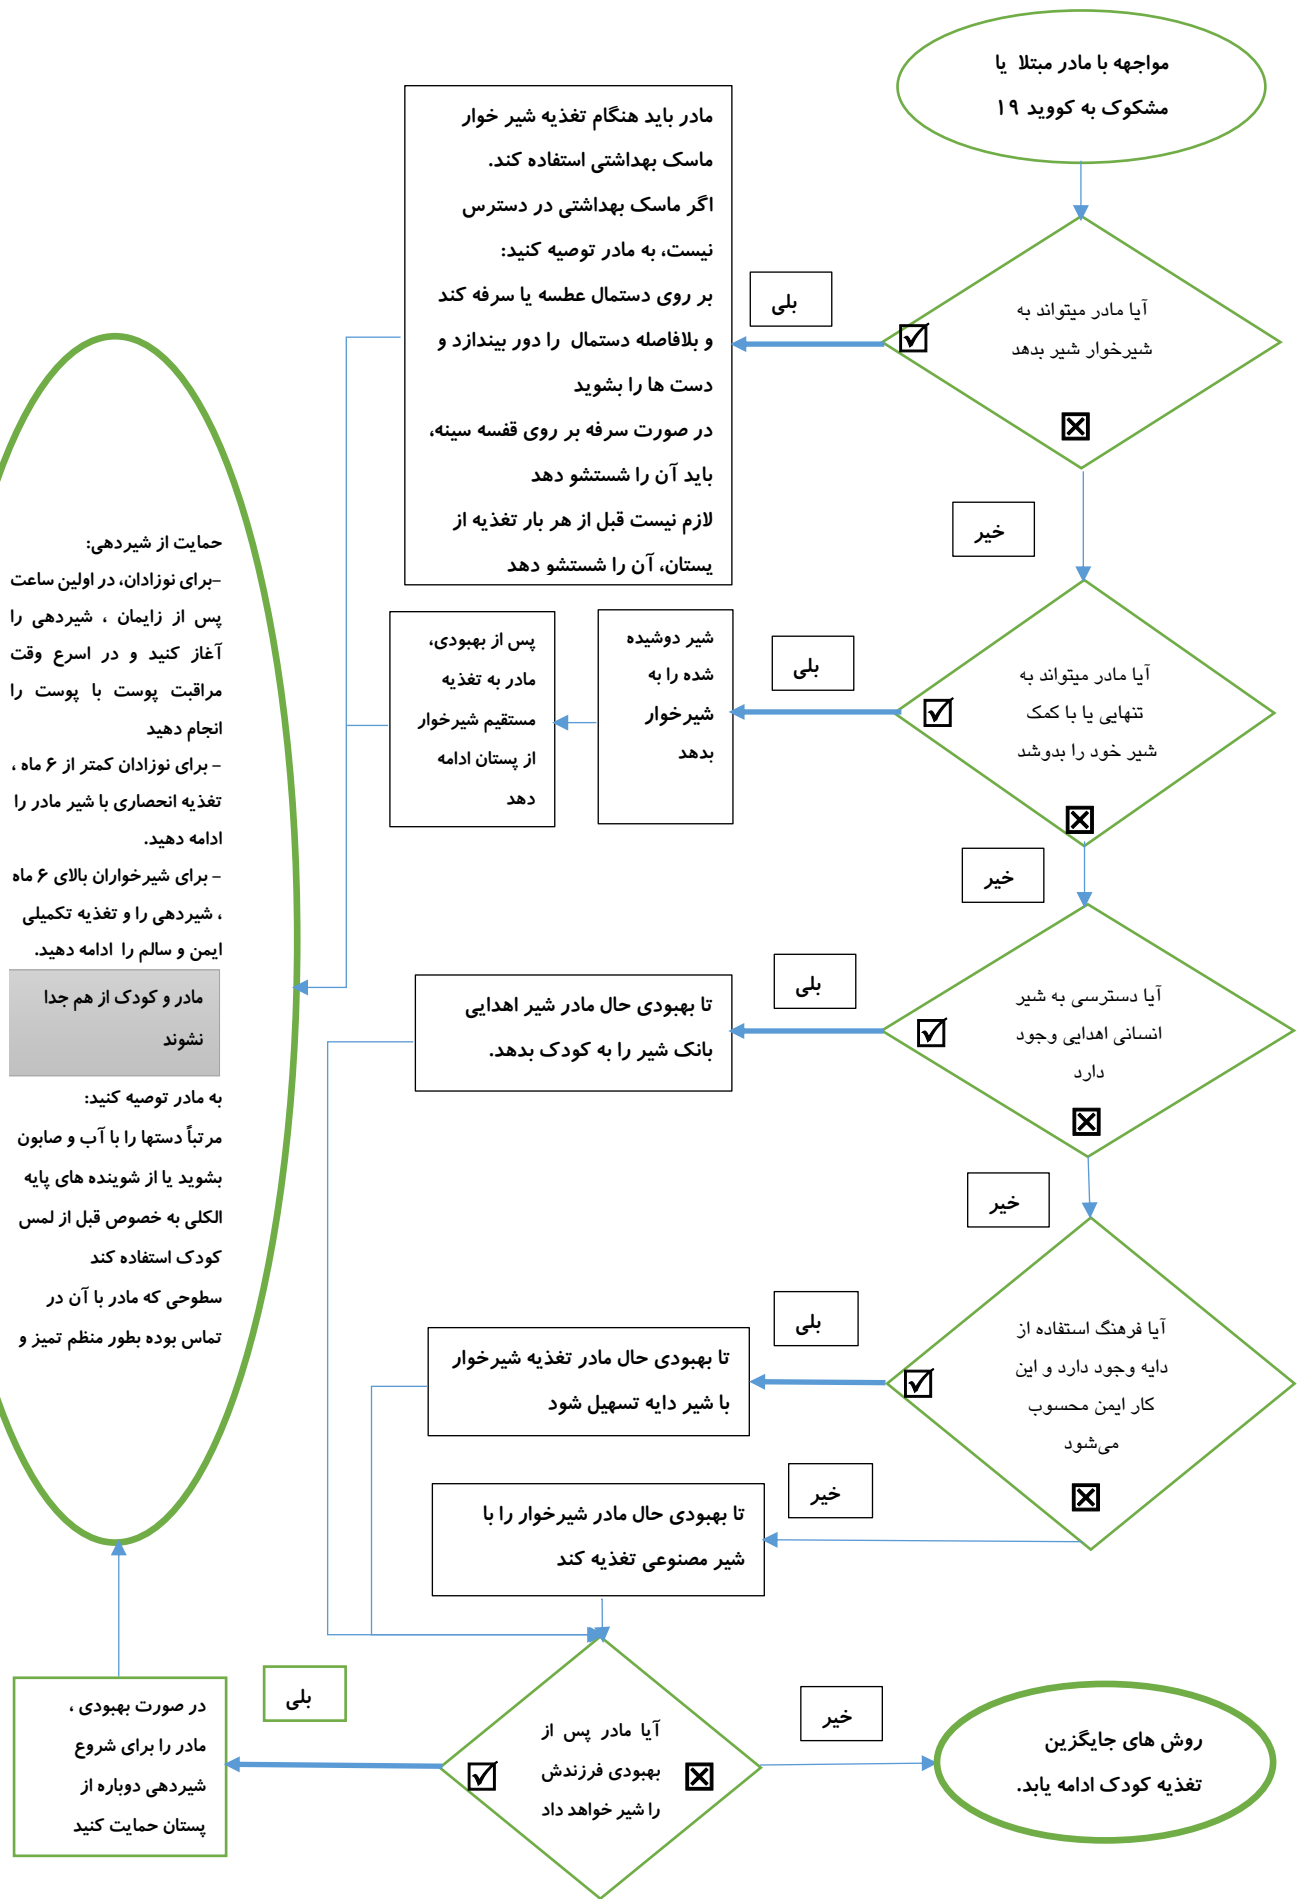 مواجهه با مادر مبتلا یا
مشکوک به کووید ۱۹
آیا مادر میتواند به
شیرخوار شیر بدهد
بلی
مادر باید هنگام تغذیه شیر خوار
ماسک بهداشتی استفاده کند.
اگر ماسک بهداشتی در دسترس
نیست، به مادر توصیه کنید:
بر روی دستمال عطسه یا سرفه کند
و بلافاصله دستمال را دور بیندازد و
دست ها را بشوید
در صورت سرفه بر روی قفسه سینه،
باید آن را شستشو دهد
لازم نیست قبل از هر بار تغذیه از
پستان، آن را شستشو دهد
خیر
آیا مادر میتواند به
تنهایی یا با کمک
شیر خود را بدوشد
بلی
شیر دوشیده
شده را به
شیرخوار
بدهد
پس از بهبودی،
مادر به تغذیه
مستقیم شیرخوار
از پستان ادامه
دهد
خیر
آیا دسترسی به شیر
انسانی اهدایی وجود
دارد
بلی
تا بهبودی حال مادر شیر اهدایی
بانک شیر را به کودک بدهد.
خیر
آیا فرهنگ استفاده از
دایه وجود دارد و این
کار ایمن محسوب
می‌شود
بلی
تا بهبودی حال مادر تغذیه شیرخوار
با شیر دایه تسهیل شود
خیر
تا بهبودی حال مادر شیرخوار را با
شیر مصنوعی تغذیه کند
آیا مادر پس از
بهبودی فرزندش
را شیر خواهد داد
خیر
روش های جایگزین
تغذیه کودک ادامه یابد.
بلی
در صورت بهبودی ،
مادر را برای شروع
شیردهی دوباره از
پستان حمایت کنید
حمایت از شیردهی:
-برای نوزادان، در اولین ساعت
پس از زایمان ، شیردهی را
آغاز کنید و در اسرع وقت
مراقبت پوست با پوست را
انجام دهید
- برای نوزادان کمتر از ۶ ماه ،
تغذیه انحصاری با شیر مادر را
ادامه دهید.
- برای شیرخواران بالای ۶ ماه
، شیردهی را و تغذیه تکمیلی
ایمن و سالم را ادامه دهید.
مادر و کودک از هم جدا
نشوند
به مادر توصیه کنید:
مرتباً دستها را با آب و صابون
بشوید یا از شوینده های پایه
الکلی به خصوص قبل از لمس
کودک استفاده کند
سطوحی که مادر با آن در
تماس بوده بطور منظم تمیز و